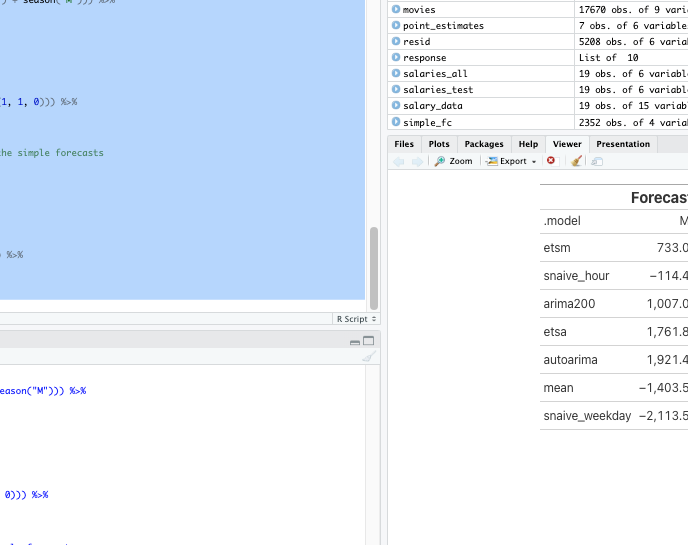 ) + season("M"))) %>%
1, 1, 0))) %>%
he simple forecasts
) %>%
R Script
eason("M"))) %>%
0))) %>%
movies 17670 obs. of 9 varia
point_estimates 7 obs. of 6 variable
resid 5208 obs. of 6 varia
response List of 10
salaries_all 19 obs. of 6 variabl
salaries_test 19 obs. of 6 variabl
salary_data 19 obs. of 15 variab
simple_fc 2352 obs. of 4 varia
Files Plots Packages Help Viewer Presentation
Zoom Export
Forecas
.model M
etsm 733.0
snaive_hour −114.4
arima200 1,007.0
etsa 1,761.8
autoarima 1,921.4
mean −1,403.5
snaive_weekday −2,113.5